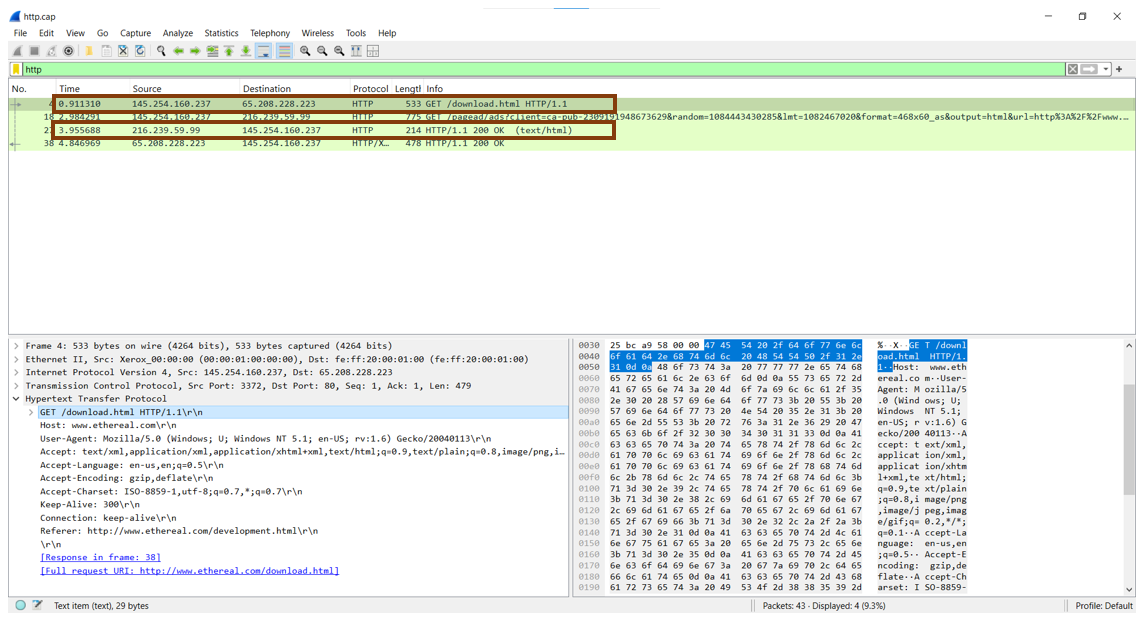 http.cap
File Edit View Go Capture Analyze Statistics Telephony Wireless Tools Help
http
No. Time Source Destination Protocol Lengtl Info
4 0.911310 145.254.160.237 65.208.228.223 HTTP 533 GET /download.html HTTP/1.1
18 2.984291 145.254.160.237 216.239.59.99 HTTP 775 GET /pagead/ads?client=ca-pub-2309191948673629&random=1084443430285&lmt=1082467020&format=468x60_as&output=html&url=http%3A%2F%2Fwww.…
27 3.955688 216.239.59.99 145.254.160.237 HTTP 214 HTTP/1.1 200 OK (text/html)
38 4.846969 65.208.228.223 145.254.160.237 HTTP/X… 478 HTTP/1.1 200 OK
Frame 4: 533 bytes on wire (4264 bits), 533 bytes captured (4264 bits)
Ethernet II, Src: Xerox_00:00:00 (00:00:01:00:00:00), Dst: fe:ff:20:00:01:00 (fe:ff:20:00:01:00)
Internet Protocol Version 4, Src: 145.254.160.237, Dst: 65.208.228.223
Transmission Control Protocol, Src Port: 3372, Dst Port: 80, Seq: 1, Ack: 1, Len: 479
Hypertext Transfer Protocol
GET /download.html HTTP/1.1\r\n
Host: www.ethereal.com\r\n
User-Agent: Mozilla/5.0 (Windows; U; Windows NT 5.1; en-US; rv:1.6) Gecko/20040113\r\n
Accept: text/xml,application/xml,application/xhtml+xml,text/html;q=0.9,text/plain;q=0.8,image/png,i…
Accept-Language: en-us,en;q=0.5\r\n
Accept-Encoding: gzip,deflate\r\n
Accept-Charset: ISO-8859-1,utf-8;q=0.7,*;q=0.7\r\n
Keep-Alive: 300\r\n
Connection: keep-alive\r\n
Referer: http://www.ethereal.com/development.html\r\n
\r\n
[Response in frame: 38]
[Full request URI: http://www.ethereal.com/download.html]
0030 25 bc a9 58 00 00 47 45 54 20 2f 64 6f 77 6e 6c %··X··GE T /downl
0040 6f 61 64 2e 68 74 6d 6c 20 48 54 54 50 2f 31 2e oad.html HTTP/1.
0050 31 0d 0a 48 6f 73 74 3a 20 77 77 77 2e 65 74 68 1··Host: www.eth
0060 65 72 65 61 6c 2e 63 6f 6d 0d 0a 55 73 65 72 2d ereal.co m··User-
0070 41 67 65 6e 74 3a 20 4d 6f 7a 69 6c 6c 61 2f 35 Agent: M ozilla/5
0080 2e 30 20 28 57 69 6e 64 6f 77 73 3b 20 55 3b 20 .0 (Wind ows; U;
0090 57 69 6e 64 6f 77 73 20 4e 54 20 35 2e 31 3b 20 Windows NT 5.1;
00a0 65 6e 2d 55 53 3b 20 72 76 3a 31 2e 36 29 20 47 en-US; r v:1.6) G
00b0 65 63 6b 6f 2f 32 30 30 34 30 31 31 33 0d 0a 41 ecko/200 40113··A
00c0 63 63 65 70 74 3a 20 74 65 78 74 2f 78 6d 6c 2c ccept: t ext/xml,
00d0 61 70 70 6c 69 63 61 74 69 6f 6e 2f 78 6d 6c 2c applicat ion/xml,
00e0 61 70 70 6c 69 63 61 74 69 6f 6e 2f 78 68 74 6d applicat ion/xhtm
00f0 6c 2b 78 6d 6c 2c 74 65 78 74 2f 68 74 6d 6c 3b l+xml,te xt/html;
0100 71 3d 30 2e 39 2c 74 65 78 74 2f 70 6c 61 69 6e q=0.9,te xt/plain
0110 3b 71 3d 30 2e 38 2c 69 6d 61 67 65 2f 70 6e 67 ;q=0.8,i mage/png
0120 2c 69 6d 61 67 65 2f 6a 70 65 67 2c 69 6d 61 67 ,image/j peg,imag
0130 65 2f 67 69 66 3b 71 3d 30 2e 32 2c 2a 2f 2a 3b e/gif;q= 0.2,*/*;
0140 71 3d 30 2e 31 0d 0a 41 63 63 65 70 74 2d 4c 61 q=0.1··A ccept-La
0150 6e 67 75 61 67 65 3a 20 65 6e 2d 75 73 2c 65 6e nguage: en-us,en
0160 3b 71 3d 30 2e 35 0d 0a 41 63 63 65 70 74 2d 45 ;q=0.5·· Accept-E
0170 6e 63 6f 64 69 6e 67 3a 20 67 7a 69 70 2c 64 65 ncoding: gzip,de
0180 66 6c 61 74 65 0d 0a 41 63 63 65 70 74 2d 43 68 flate··A ccept-Ch
0190 61 72 73 65 74 3a 20 49 53 4f 2d 38 38 35 39 2d arset: I SO-8859-
Text item (text), 29 bytes
Packets: 43 · Displayed: 4 (9.3%)
Profile: Default